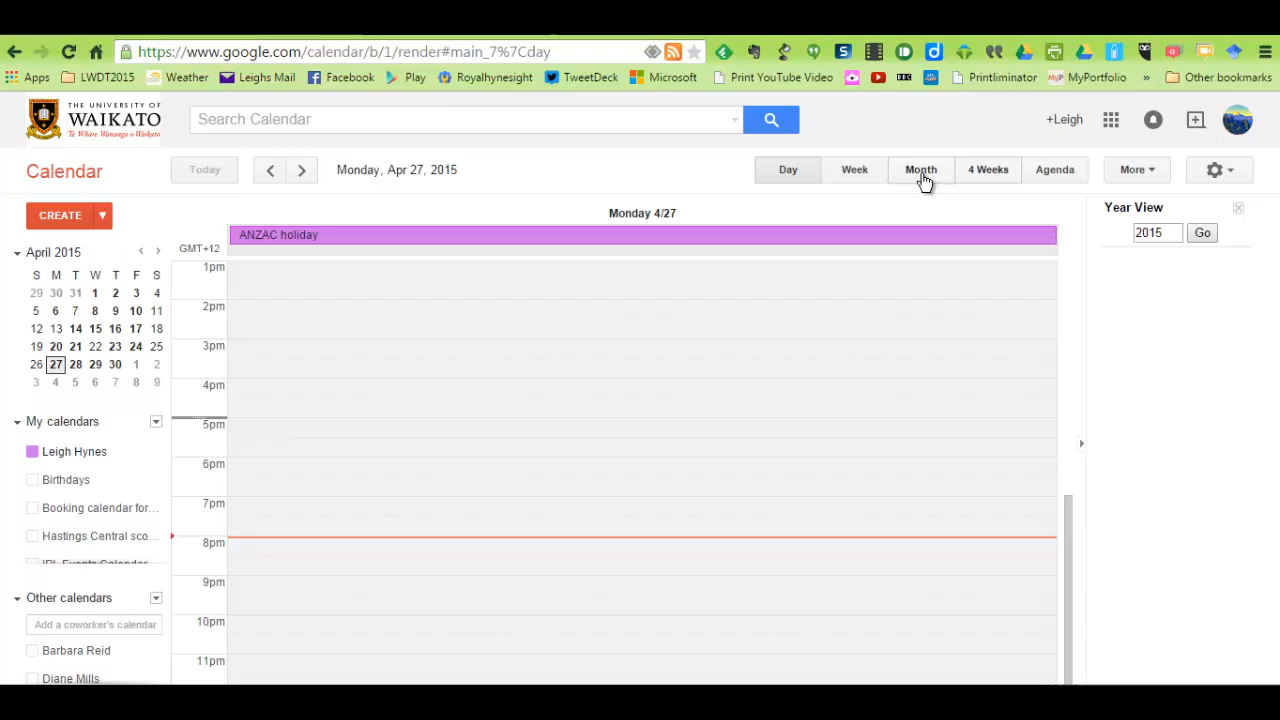 https://www.google.com/calendar/b/1/render#main_7%7Cday
Apps LWDT2015 Weather Leighs Mail Facebook Play Royalhynesight TweetDeck Microsoft Print YouTube Video Printliminator MyPortfolio » Other bookmarks
THE UNIVERSITY OF
WAIKATO
Te Whare Wananga o Waikato
Search Calendar
+Leigh
Calendar
Today
Monday, Apr 27, 2015
Day Week Month 4 Weeks Agenda More
CREATE
Monday 4/27
Year View
2015 Go
ANZAC holiday
GMT+12
April 2015
S M T W T F S
29 30 31 1 2 3 4
5 6 7 8 9 10 11
12 13 14 15 16 17 18
19 20 21 22 23 24 25
26 27 28 29 30 1 2
3 4 5 6 7 8 9
1pm
2pm
3pm
4pm
5pm
6pm
7pm
8pm
9pm
10pm
11pm
My calendars
Leigh Hynes
Birthdays
Booking calendar for...
Hastings Central sco...
IPL Events Calendar
Other calendars
Add a coworker's calendar
Barbara Reid
Diane Mills